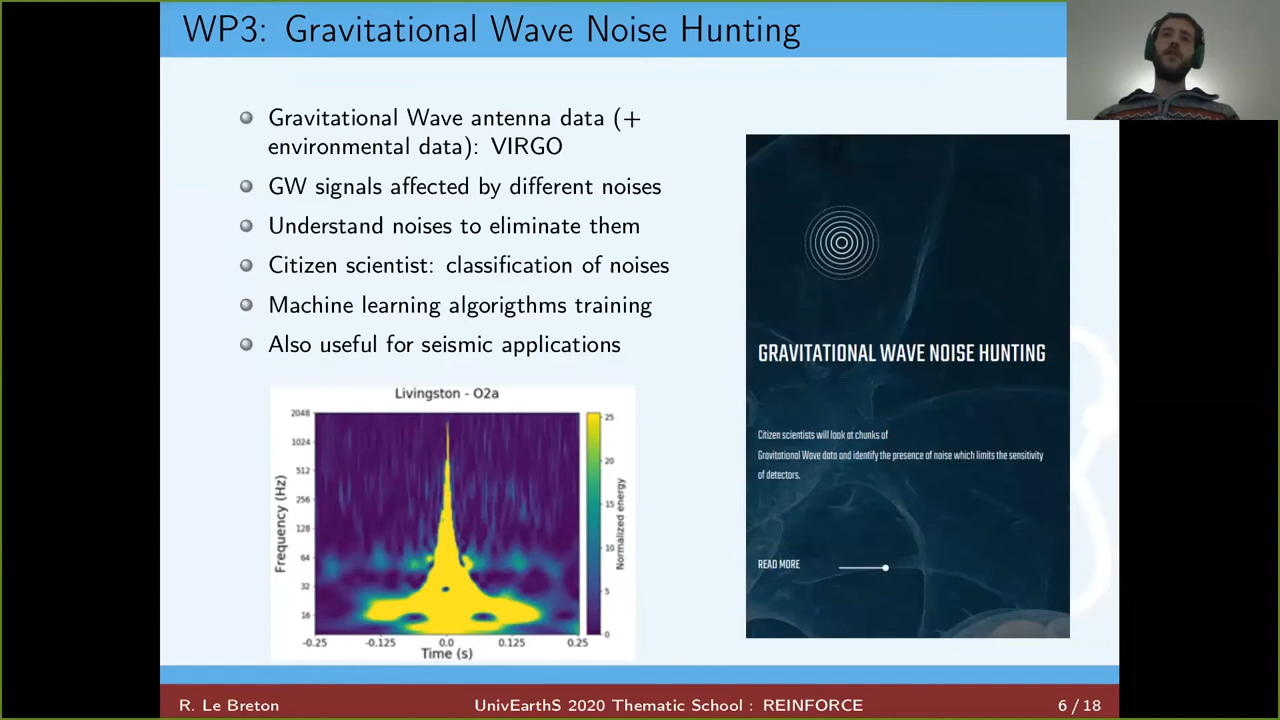 WP3: Gravitational Wave Noise Hunting
Gravitational Wave antenna data (+
environmental data): VIRGO
GW signals affected by different noises
Understand noises to eliminate them
Citizen scientist: classification of noises
Machine learning algorigthms training
Also useful for seismic applications
Livingston - O2a
Frequency (Hz)
2048
1024
512
256
128
64
32
16
-0.25
-0.125
0.0
0.125
0.25
Time (s)
25
20
15
10
5
0
Normalized energy
GRAVITATIONAL WAVE NOISE HUNTING
Citizen scientists will look at chunks of
Gravitational Wave data and identify the presence of noise which limits the sensitivity
of detectors.
READ MORE
R. Le Breton
UnivEarthS 2020 Thematic School : REINFORCE
6 / 18